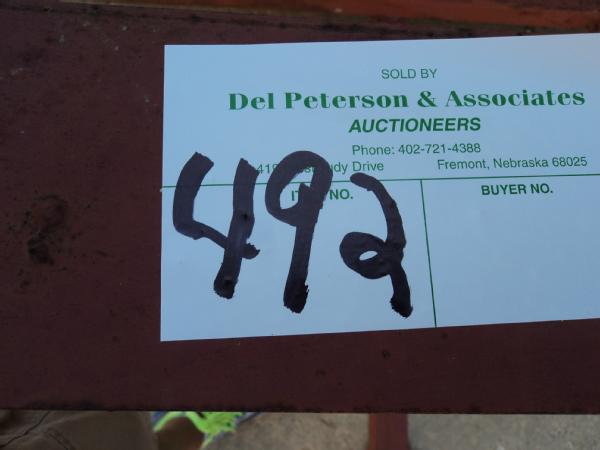 SOLD BY
Del Peterson & Associates
AUCTIONEERS
Phone: 402-721-4388
Drive Fremont, Nebraska 68025
NO. BUYER NO.
492